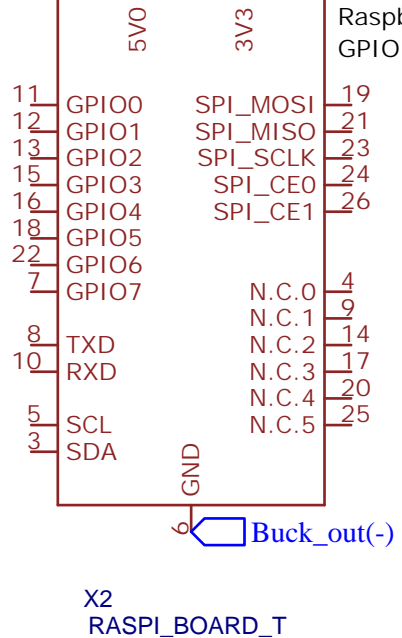 5V0 3V3
Raspb
GPIO
11 GPIO0 SPI_MOSI 19
12 GPIO1 SPI_MISO 21
13 GPIO2 SPI_SCLK 23
15 GPIO3 SPI_CE0 24
16 GPIO4 SPI_CE1 26
18 GPIO5
22 GPIO6
7 GPIO7 N.C.0 4
N.C.1 9
8 TXD N.C.2 14
10 RXD N.C.3 17
N.C.4 20
5 SCL N.C.5 25
3 SDA
GND
6 Buck_out(-)
X2
RASPI_BOARD_T